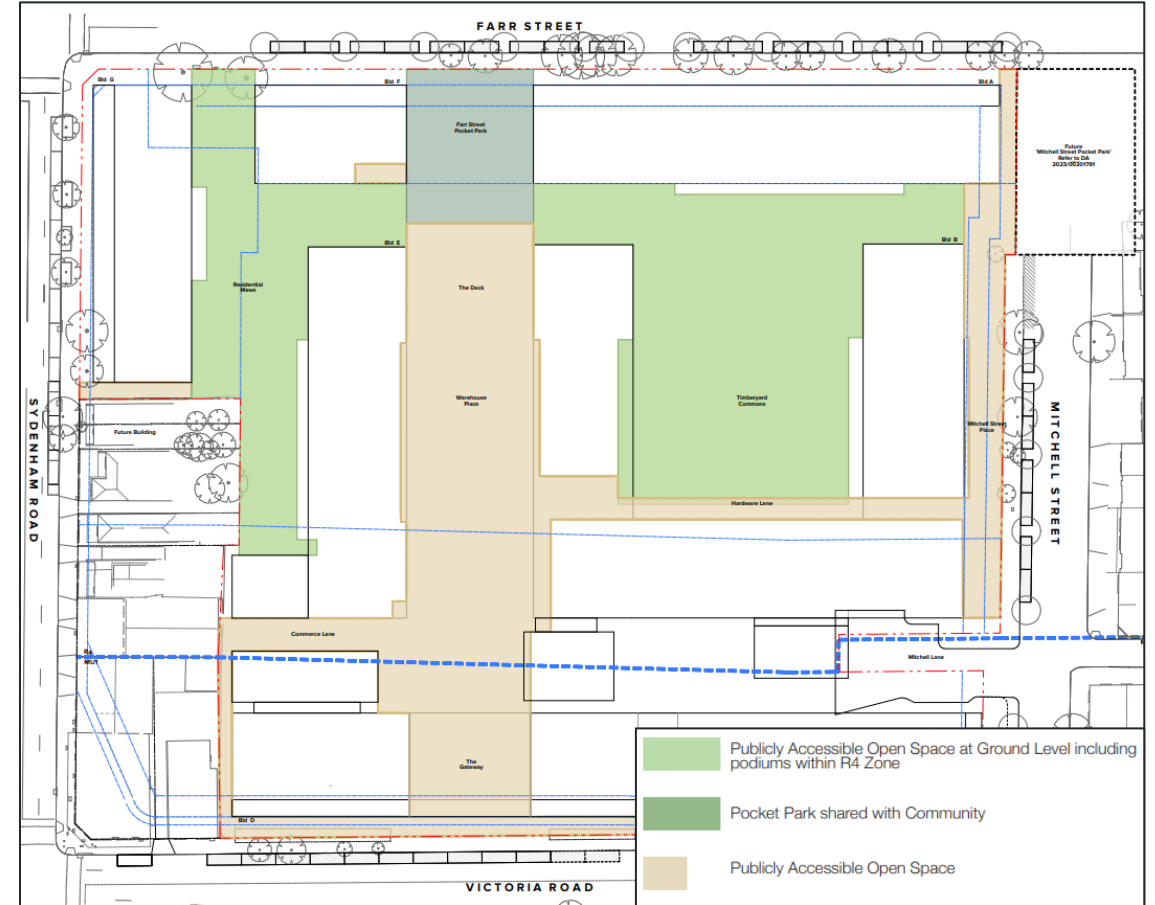 FARR STREET
Bld G
Bld F
Bld A
Farr Street
Pocket Park
Future
'Mitchell Street Pocket Park'
Refer to DA
2023/00201791
Bld E
Bld B
Residential
Mews
The Deck
SYDENHAM ROAD
Warehouse
Place
Timberyard
Commons
Mitchell Street
Place
MITCHELL STREET
Future Building
Hardware Lane
Commerce Lane
R4
MU1
Mitchell Lane
The
Gateway
Bld D
VICTORIA ROAD
Publicly Accessible Open Space at Ground Level including
podiums within R4 Zone
Pocket Park shared with Community
Publicly Accessible Open Space